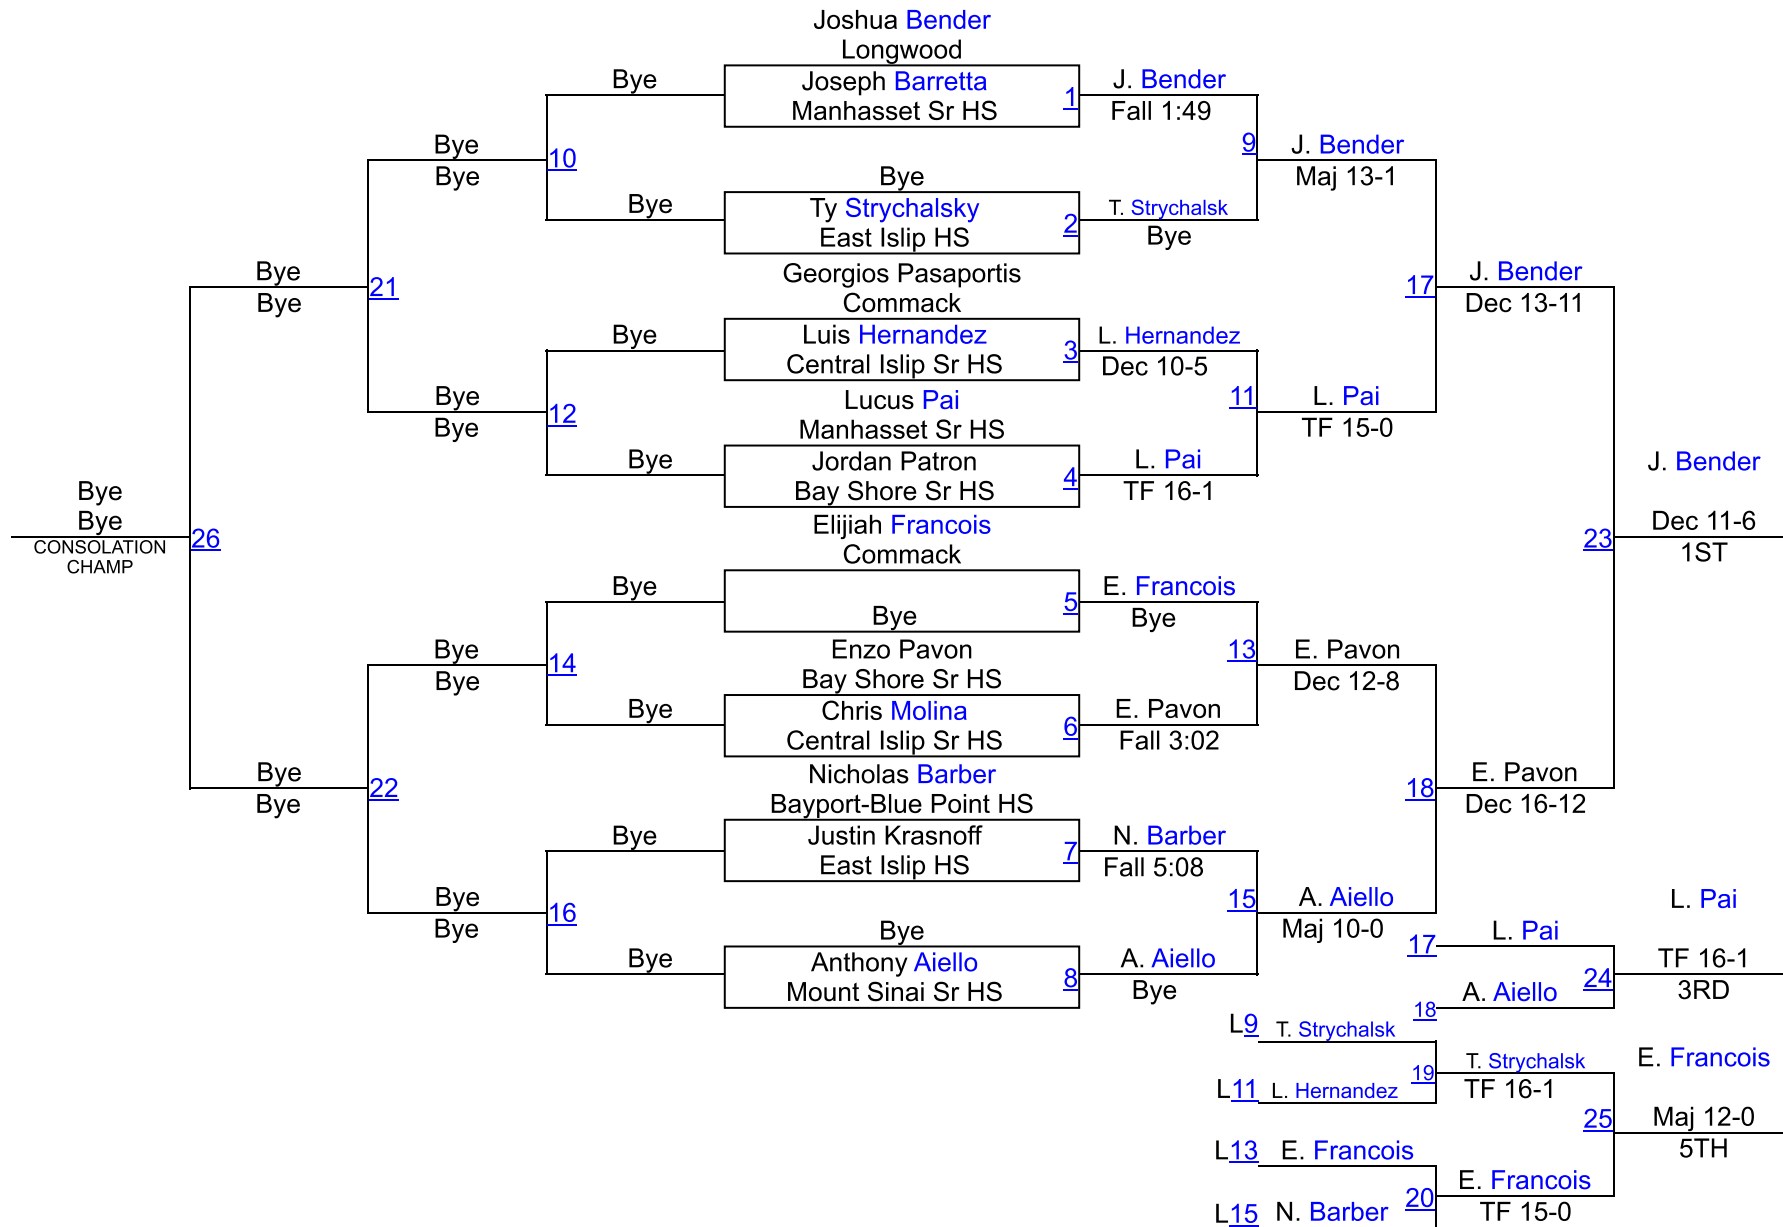 Joshua Bender
Longwood
Joseph Barretta
Manhasset Sr HS
1
Bye
Ty Strychalsky
East Islip HS
2
Georgios Pasaportis
Commack
Luis Hernandez
Central Islip Sr HS
3
Lucus Pai
Manhasset Sr HS
Jordan Patron
Bay Shore Sr HS
4
Elijiah Francois
Commack
Bye
5
Enzo Pavon
Bay Shore Sr HS
Chris Molina
Central Islip Sr HS
6
Nicholas Barber
Bayport-Blue Point HS
Justin Krasnoff
East Islip HS
7
Bye
Anthony Aiello
Mount Sinai Sr HS
8
J. Bender
Fall 1:49
T. Strychalsk
Bye
L. Hernandez
Dec 10-5
L. Pai
TF 16-1
E. Francois
Bye
E. Pavon
Fall 3:02
N. Barber
Fall 5:08
A. Aiello
Bye
9
J. Bender
Maj 13-1
11
L. Pai
TF 15-0
13
E. Pavon
Dec 12-8
15
A. Aiello
Maj 10-0
17
J. Bender
Dec 13-11
18
E. Pavon
Dec 16-12
23
J. Bender
Dec 11-6
1ST
17
L. Pai
18
A. Aiello
24
L. Pai
TF 16-1
3RD
L9 T. Strychalsk
L11 L. Hernandez
19
T. Strychalsk
TF 16-1
L13 E. Francois
L15 N. Barber
20
E. Francois
TF 15-0
25
E. Francois
Maj 12-0
5TH
Bye
Bye
Bye
Bye
Bye
Bye
Bye
Bye
10
Bye
Bye
12
Bye
Bye
14
Bye
Bye
16
Bye
Bye
21
Bye
Bye
22
Bye
Bye
26
Bye
Bye
CONSOLATION
CHAMP